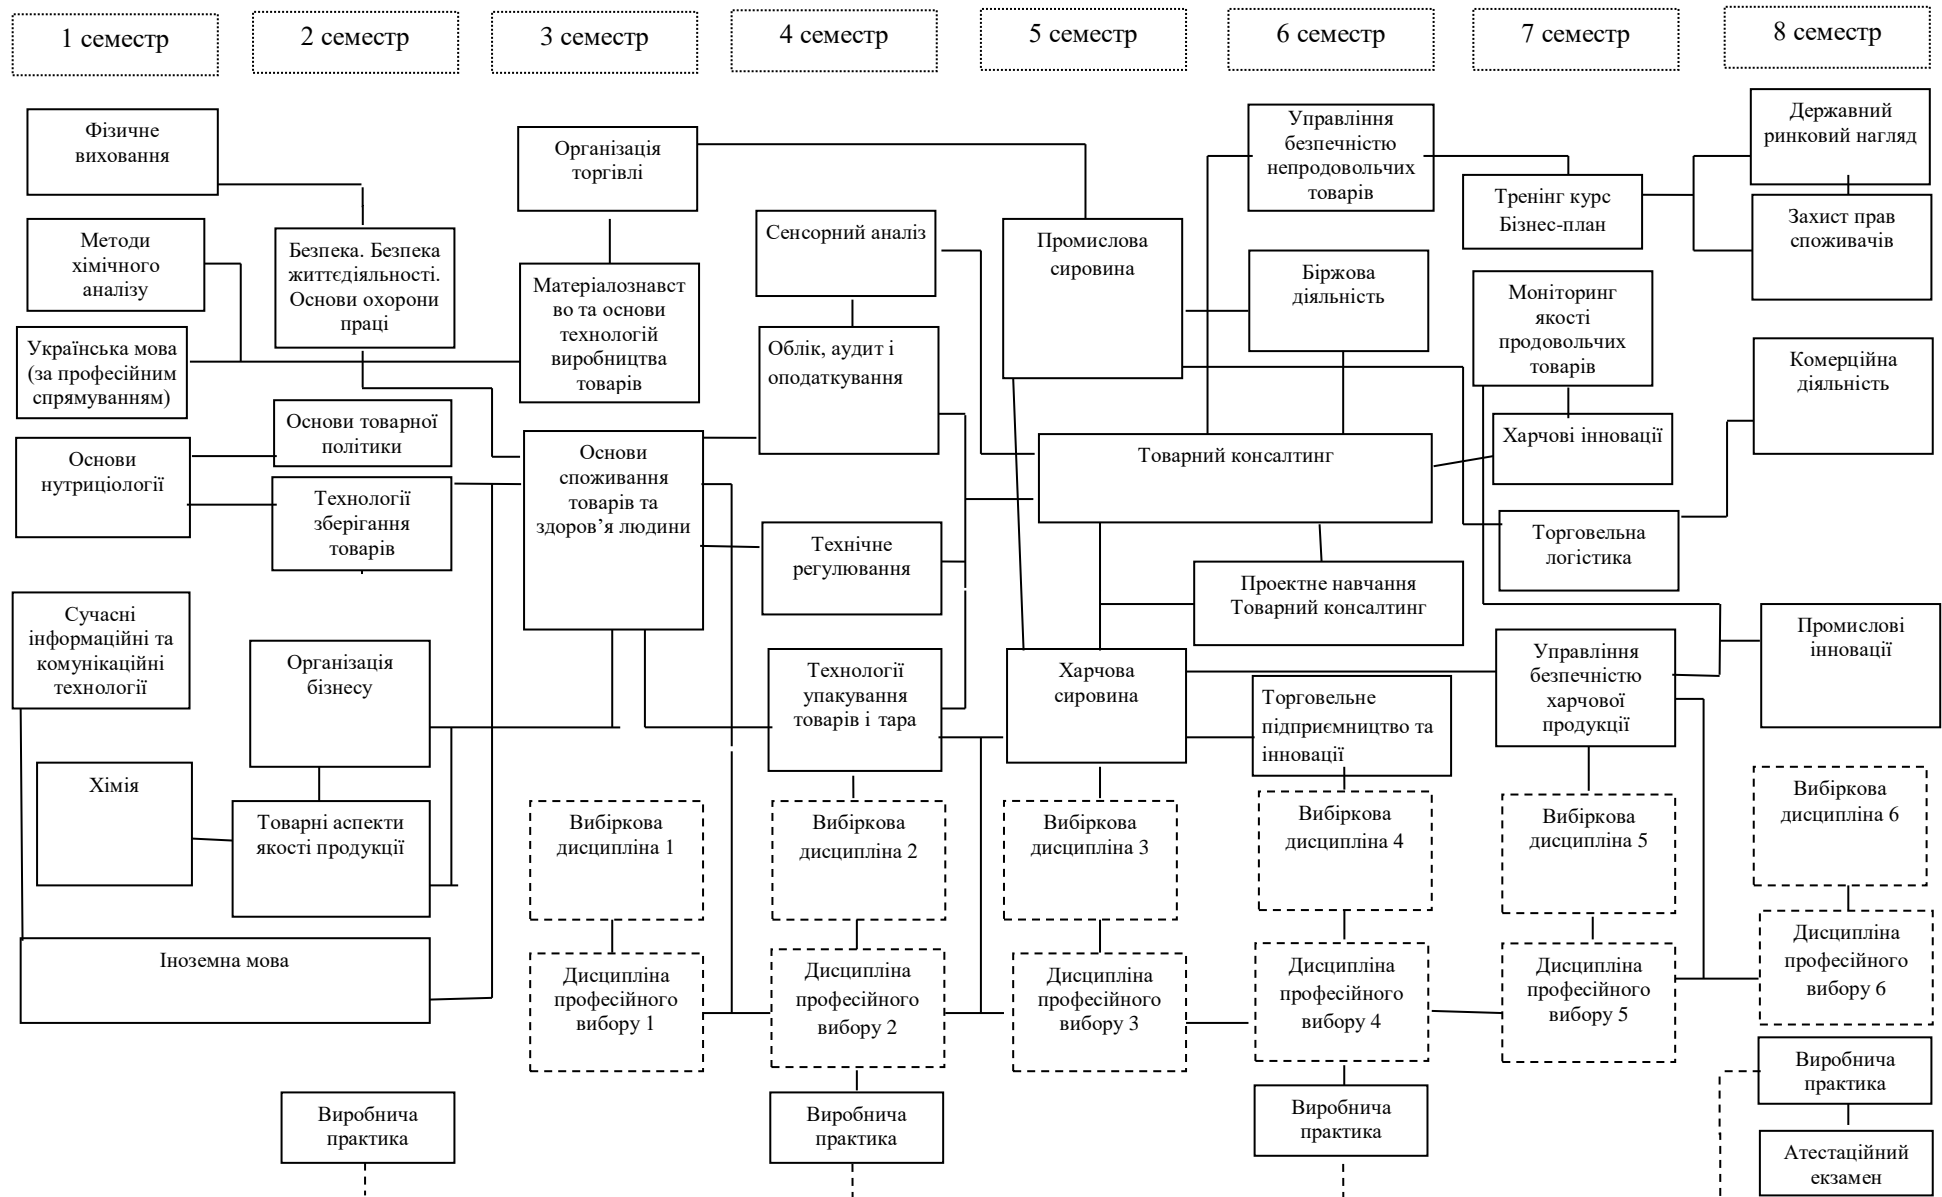 1 семестр
2 семестр
3 семестр
4 семестр
5 семестр
6 семестр
7 семестр
8 семестр
Фізичне
виховання
Методи
хімічного
аналізу
Українська мова
(за професійним
спрямуванням)
Основи
нутриціології
Сучасні
інформаційні та
комунікаційні
технології
Хімія
Іноземна мова
Безпека. Безпека
життєдіяльності.
Основи охорони
праці
Основи товарної
політики
Технології
зберігання
товарів
Організація
бізнесу
Товарні аспекти
якості продукції
Виробнича
практика
Організація
торгівлі
Матеріалознавст
во та основи
технологій
виробництва
товарів
Основи
споживання
товарів та
здоров’я людини
Вибіркова
дисципліна 1
Дисципліна
професійного
вибору 1
Сенсорний аналіз
Облік, аудит і
оподаткування
Технічне
регулювання
Технології
упакування
товарів і тара
Вибіркова
дисципліна 2
Дисципліна
професійного
вибору 2
Виробнича
практика
Промислова
сировина
Товарний консалтинг
Харчова
сировина
Вибіркова
дисципліна 3
Дисципліна
професійного
вибору 3
Управління
безпечністю
непродовольчих
товарів
Біржова
діяльність
Проектне навчання
Товарний консалтинг
Торговельне
підприємництво та
інновації
Вибіркова
дисципліна 4
Дисципліна
професійного
вибору 4
Виробнича
практика
Тренінг курс
Бізнес-план
Моніторинг
якості
продовольчих
товарів
Харчові інновації
Торговельна
логістика
Управління
безпечністю
харчової
продукції
Вибіркова
дисципліна 5
Дисципліна
професійного
вибору 5
Державний
ринковий нагляд
Захист прав
споживачів
Комерційна
діяльність
Промислові
інновації
Вибіркова
дисципліна 6
Дисципліна
професійного
вибору 6
Виробнича
практика
Атестаційний
екзамен